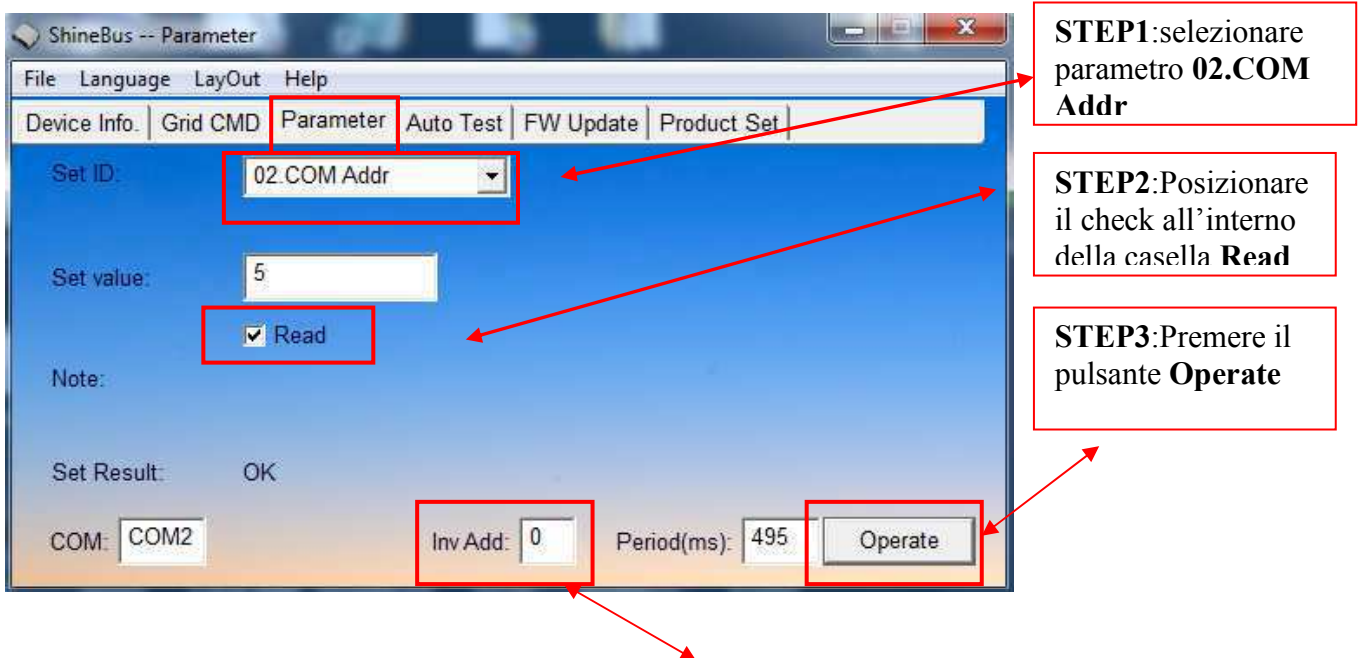 ShineBus -- Parameter
File Language LayOut Help
Device Info. Grid CMD Parameter Auto Test FW Update Product Set
Set ID: 02.COM Addr
Set value: 5
Read
Note:
Set Result: OK
COM: COM2 Inv Add: 0 Period(ms): 495 Operate
STEP1:selezionare
parametro 02.COM
Addr
STEP2:Posizionare
il check all’interno
della casella Read
STEP3:Premere il
pulsante Operate